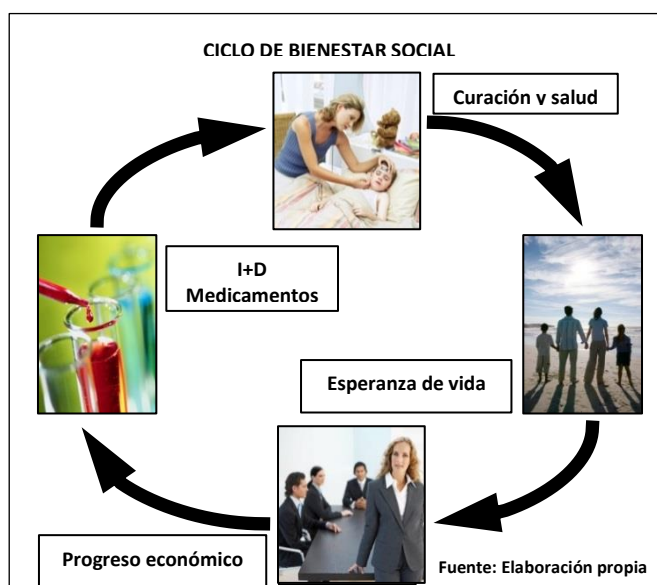 CICLO DE BIENESTAR SOCIAL
Curación y salud
I+D
Medicamentos
Esperanza de vida
Progreso económico
Fuente: Elaboración propia